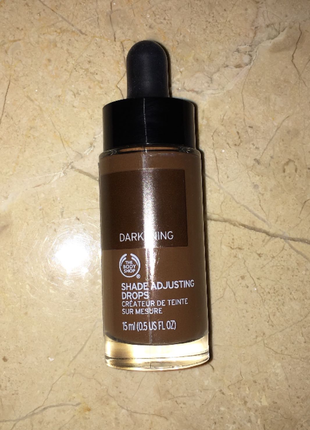 DARKENING
THE
BODY
SHOP
®
SHADE ADJUSTING
DROPS
CRÉATEUR DE TEINTE
SUR MESURE
15 ml (0.5 US FL OZ)